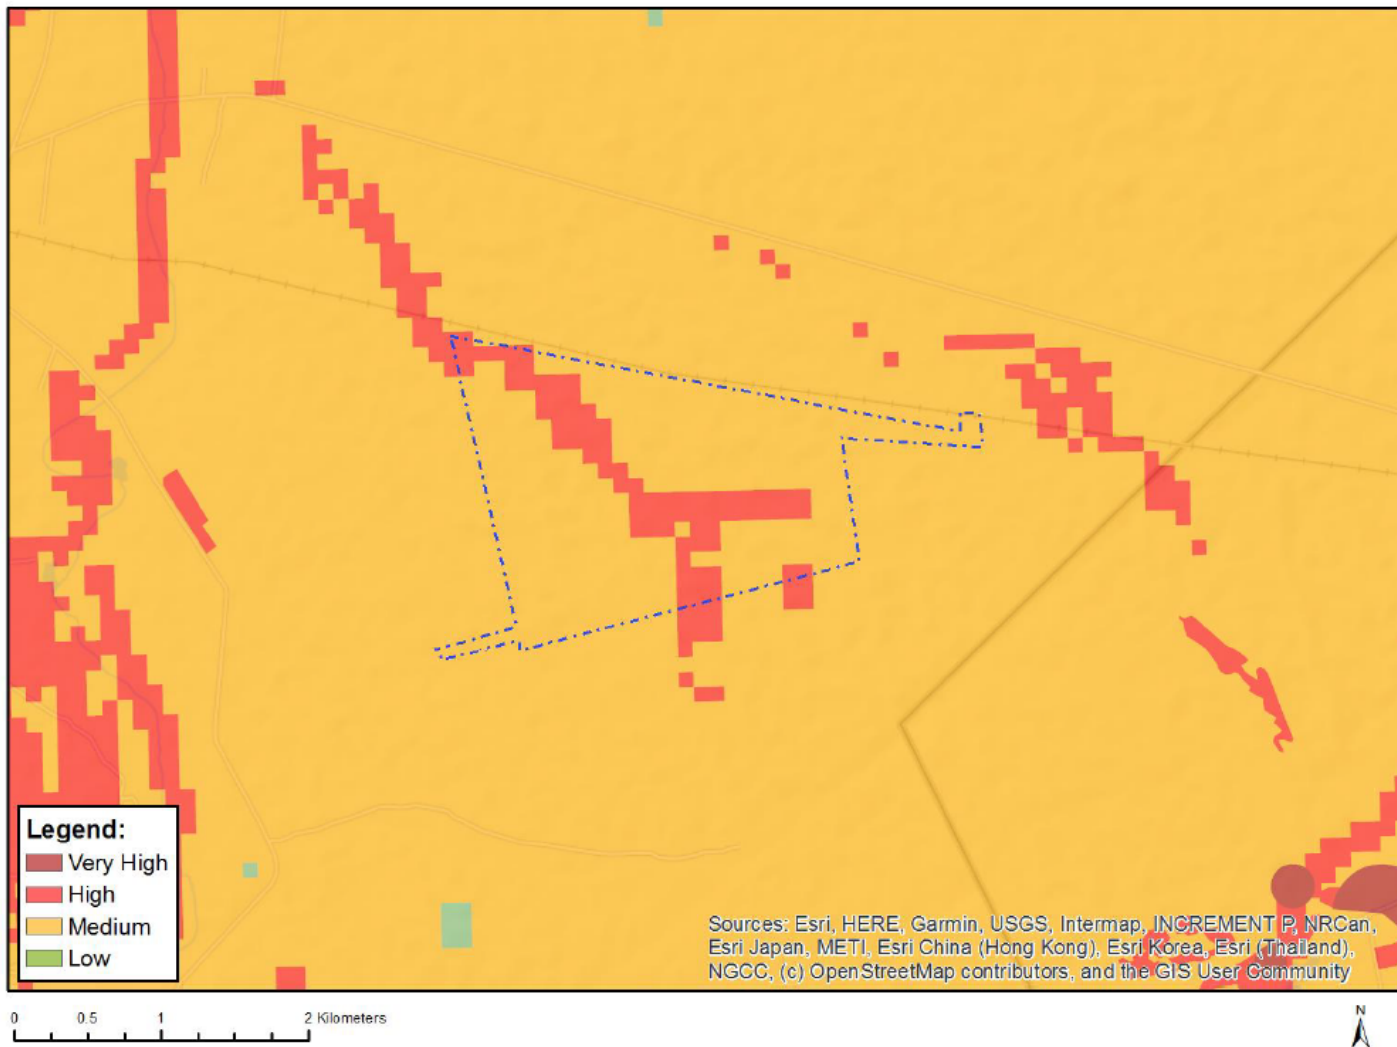 Legend:
Very High
High
Medium
Low
Sources: Esri, HERE, Garmin, USGS, Intermap, INCREMENT P, NRCan,
Esri Japan, METI, Esri China (Hong Kong), Esri Korea, Esri (Thailand),
NGCC, (c) OpenStreetMap contributors, and the GIS User Community
0 0.5 1 2 Kilometers
N